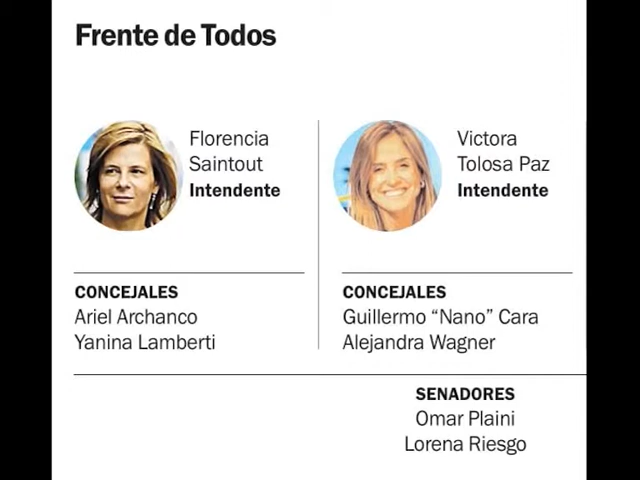 Frente de Todos
Florencia
Saintout
Intendente
Victora
Tolosa Paz
Intendente
CONCEJALES
Ariel Archanco
Yanina Lamberti
CONCEJALES
Guillermo “Nano” Cara
Alejandra Wagner
SENADORES
Omar Plaini
Lorena Riesgo